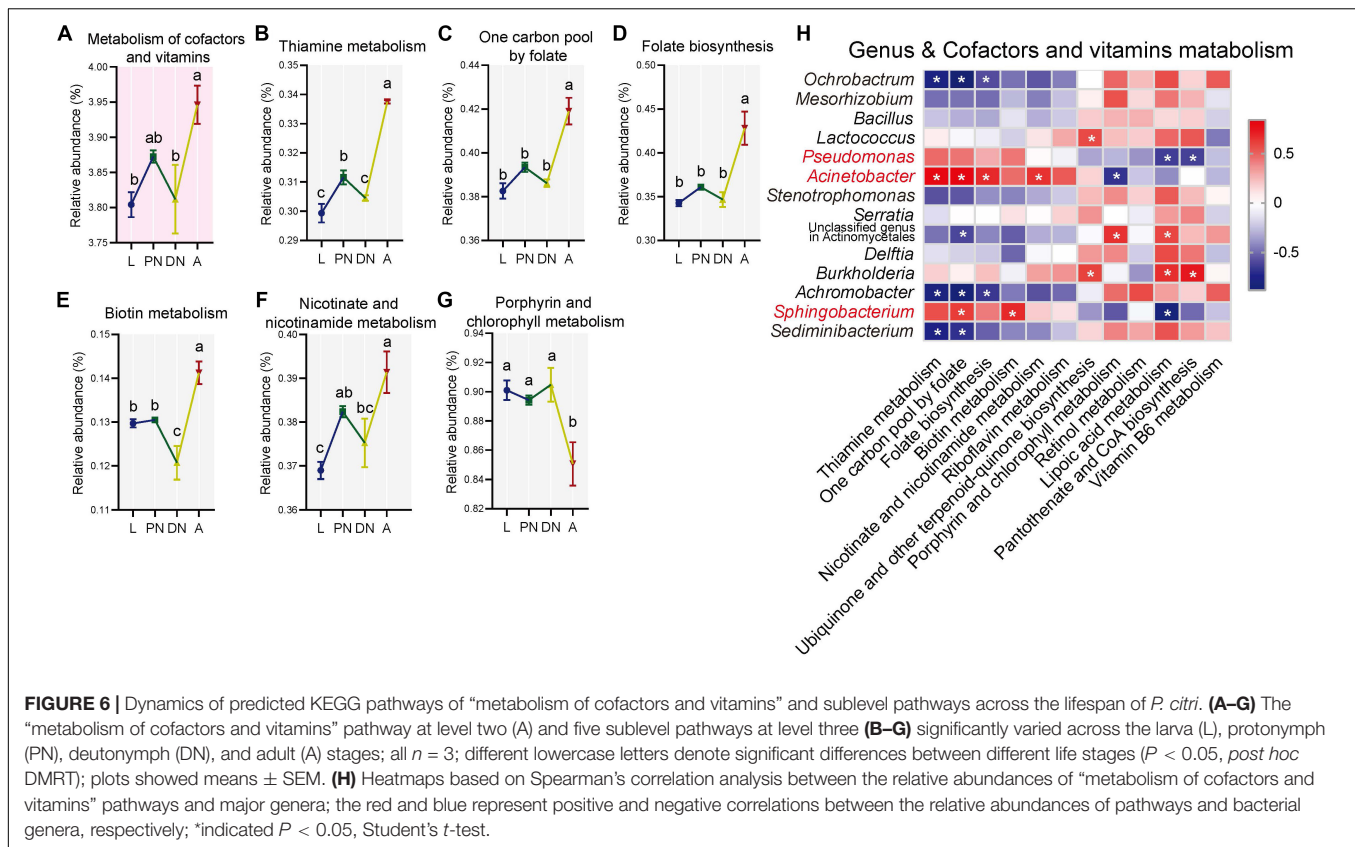 A
Metabolism of cofactors
and vitamins
Relative abundance (%)
4.00
3.95
3.90
3.85
3.80
3.75
b
ab
b
a
L PN DN A
B
Thiamine metabolism
Relative abundance (%)
0.35
0.34
0.33
0.32
0.31
0.30
0.29
c
b
c
a
L PN DN A
C
One carbon pool
by folate
Relative abundance (%)
0.44
0.42
0.40
0.38
0.36
b
b
b
a
L PN DN A
D
Folate biosynthesis
Relative abundance (%)
0.50
0.45
0.40
0.35
0.30
b
b
b
a
L PN DN A
E
Biotin metabolism
Relative abundance (%)
0.15
0.14
0.13
0.12
0.11
b
b
c
a
L PN DN A
F
Nicotinate and
nicotinamide metabolism
Relative abundance (%)
0.40
0.39
0.38
0.37
0.36
c
ab
bc
a
L PN DN A
G
Porphyrin and
chlorophyll metabolism
Relative abundance (%)
0.94
0.92
0.90
0.88
0.86
0.84
0.82
a
a
a
b
L PN DN A
H
Genus & Cofactors and vitamins matabolism
Ochrobactrum
* * *
Mesorhizobium
Bacillus
Lactococcus
*
Pseudomonas
* *
Acinetobacter
* * * * *
Stenotrophomonas
Serratia
Unclassified genus
in Actinomycetales
* * *
Delftia
Burkholderia
* * *
Achromobacter
* * *
Sphingobacterium
* * *
Sediminibacterium
* *
0.5
0
-0.5
Thiamine metabolism
One carbon pool by folate
Folate biosynthesis
Biotin metabolism
Nicotinate and nicotinamide metabolism
Riboflavin metabolism
Ubiquinone and other terpenoid-quinone biosynthesis
Porphyrin and chlorophyll metabolism
Retinol metabolism
Lipoic acid metabolism
Pantothenate and CoA biosynthesis
Vitamin B6 metabolism
FIGURE 6 | Dynamics of predicted KEGG pathways of “metabolism of cofactors and vitamins” and sublevel pathways across the lifespan of P. citri. (A–G) The
“metabolism of cofactors and vitamins” pathway at level two (A) and five sublevel pathways at level three (B–G) significantly varied across the larva (L), protonymph
(PN), deutonymph (DN), and adult (A) stages; all n = 3; different lowercase letters denote significant differences between different life stages (P < 0.05, post hoc
DMRT); plots showed means ± SEM. (H) Heatmaps based on Spearman’s correlation analysis between the relative abundances of “metabolism of cofactors and
vitamins” pathways and major genera; the red and blue represent positive and negative correlations between the relative abundances of pathways and bacterial
genera, respectively; *indicated P < 0.05, Student’s t-test.